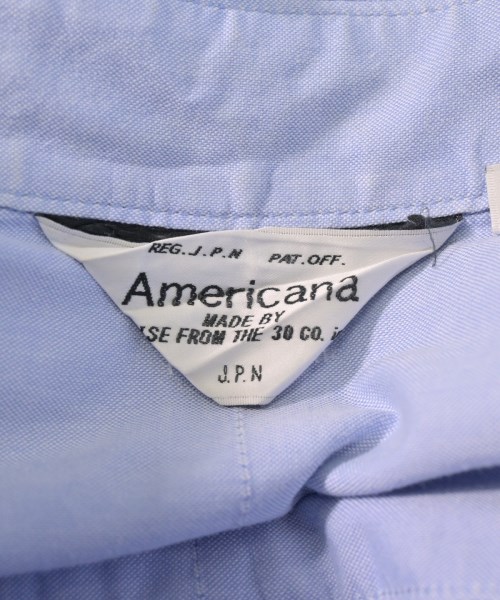 REG. J.P.N PAT.OFF.
Americana
MADE BY
FROM THE 30 CO.
J.P.N